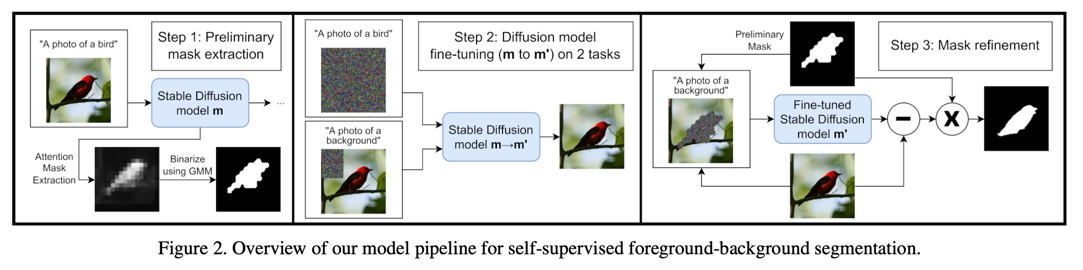 "A photo of a bird"
Step 1: Preliminary
mask extraction
Stable Diffusion
model m
...
Attention
Mask
Extraction
Binarize
using GMM
"A photo of a bird"
Step 2: Diffusion model
fine-tuning (m to m') on 2 tasks
"A photo of a
background"
Stable Diffusion
model m→m'
Preliminary
Mask
Step 3: Mask refinement
"A photo of a
background"
Fine-tuned
Stable Diffusion
model m'
−
X
Figure 2. Overview of our model pipeline for self-supervised foreground-background segmentation.